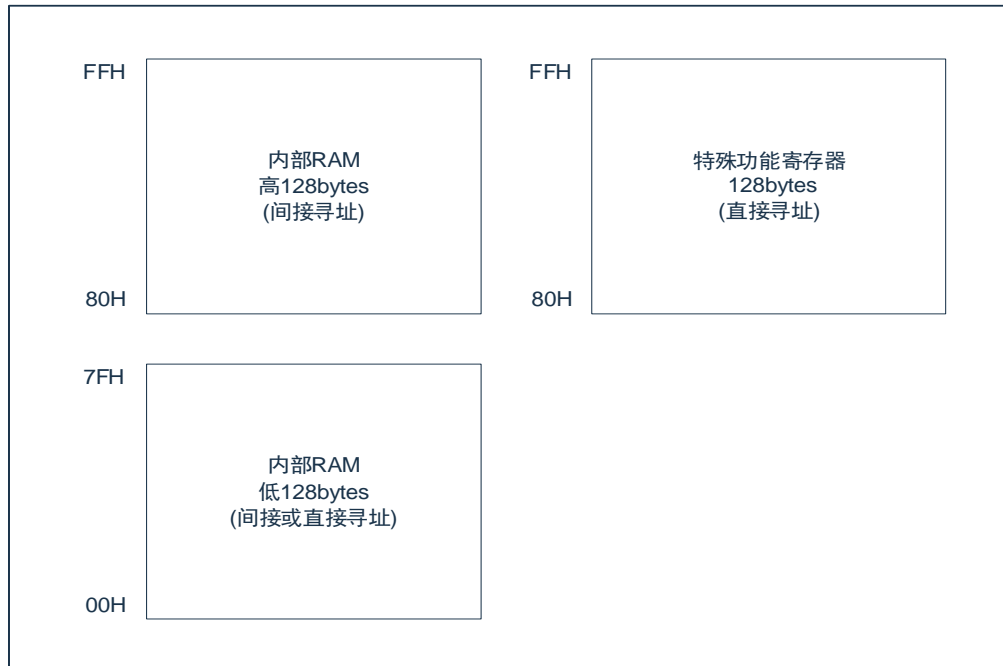 FFH
内部RAM
高128bytes
(间接寻址)
80H
FFH
特殊功能寄存器
128bytes
(直接寻址)
80H
7FH
内部RAM
低128bytes
(间接或直接寻址)
00H